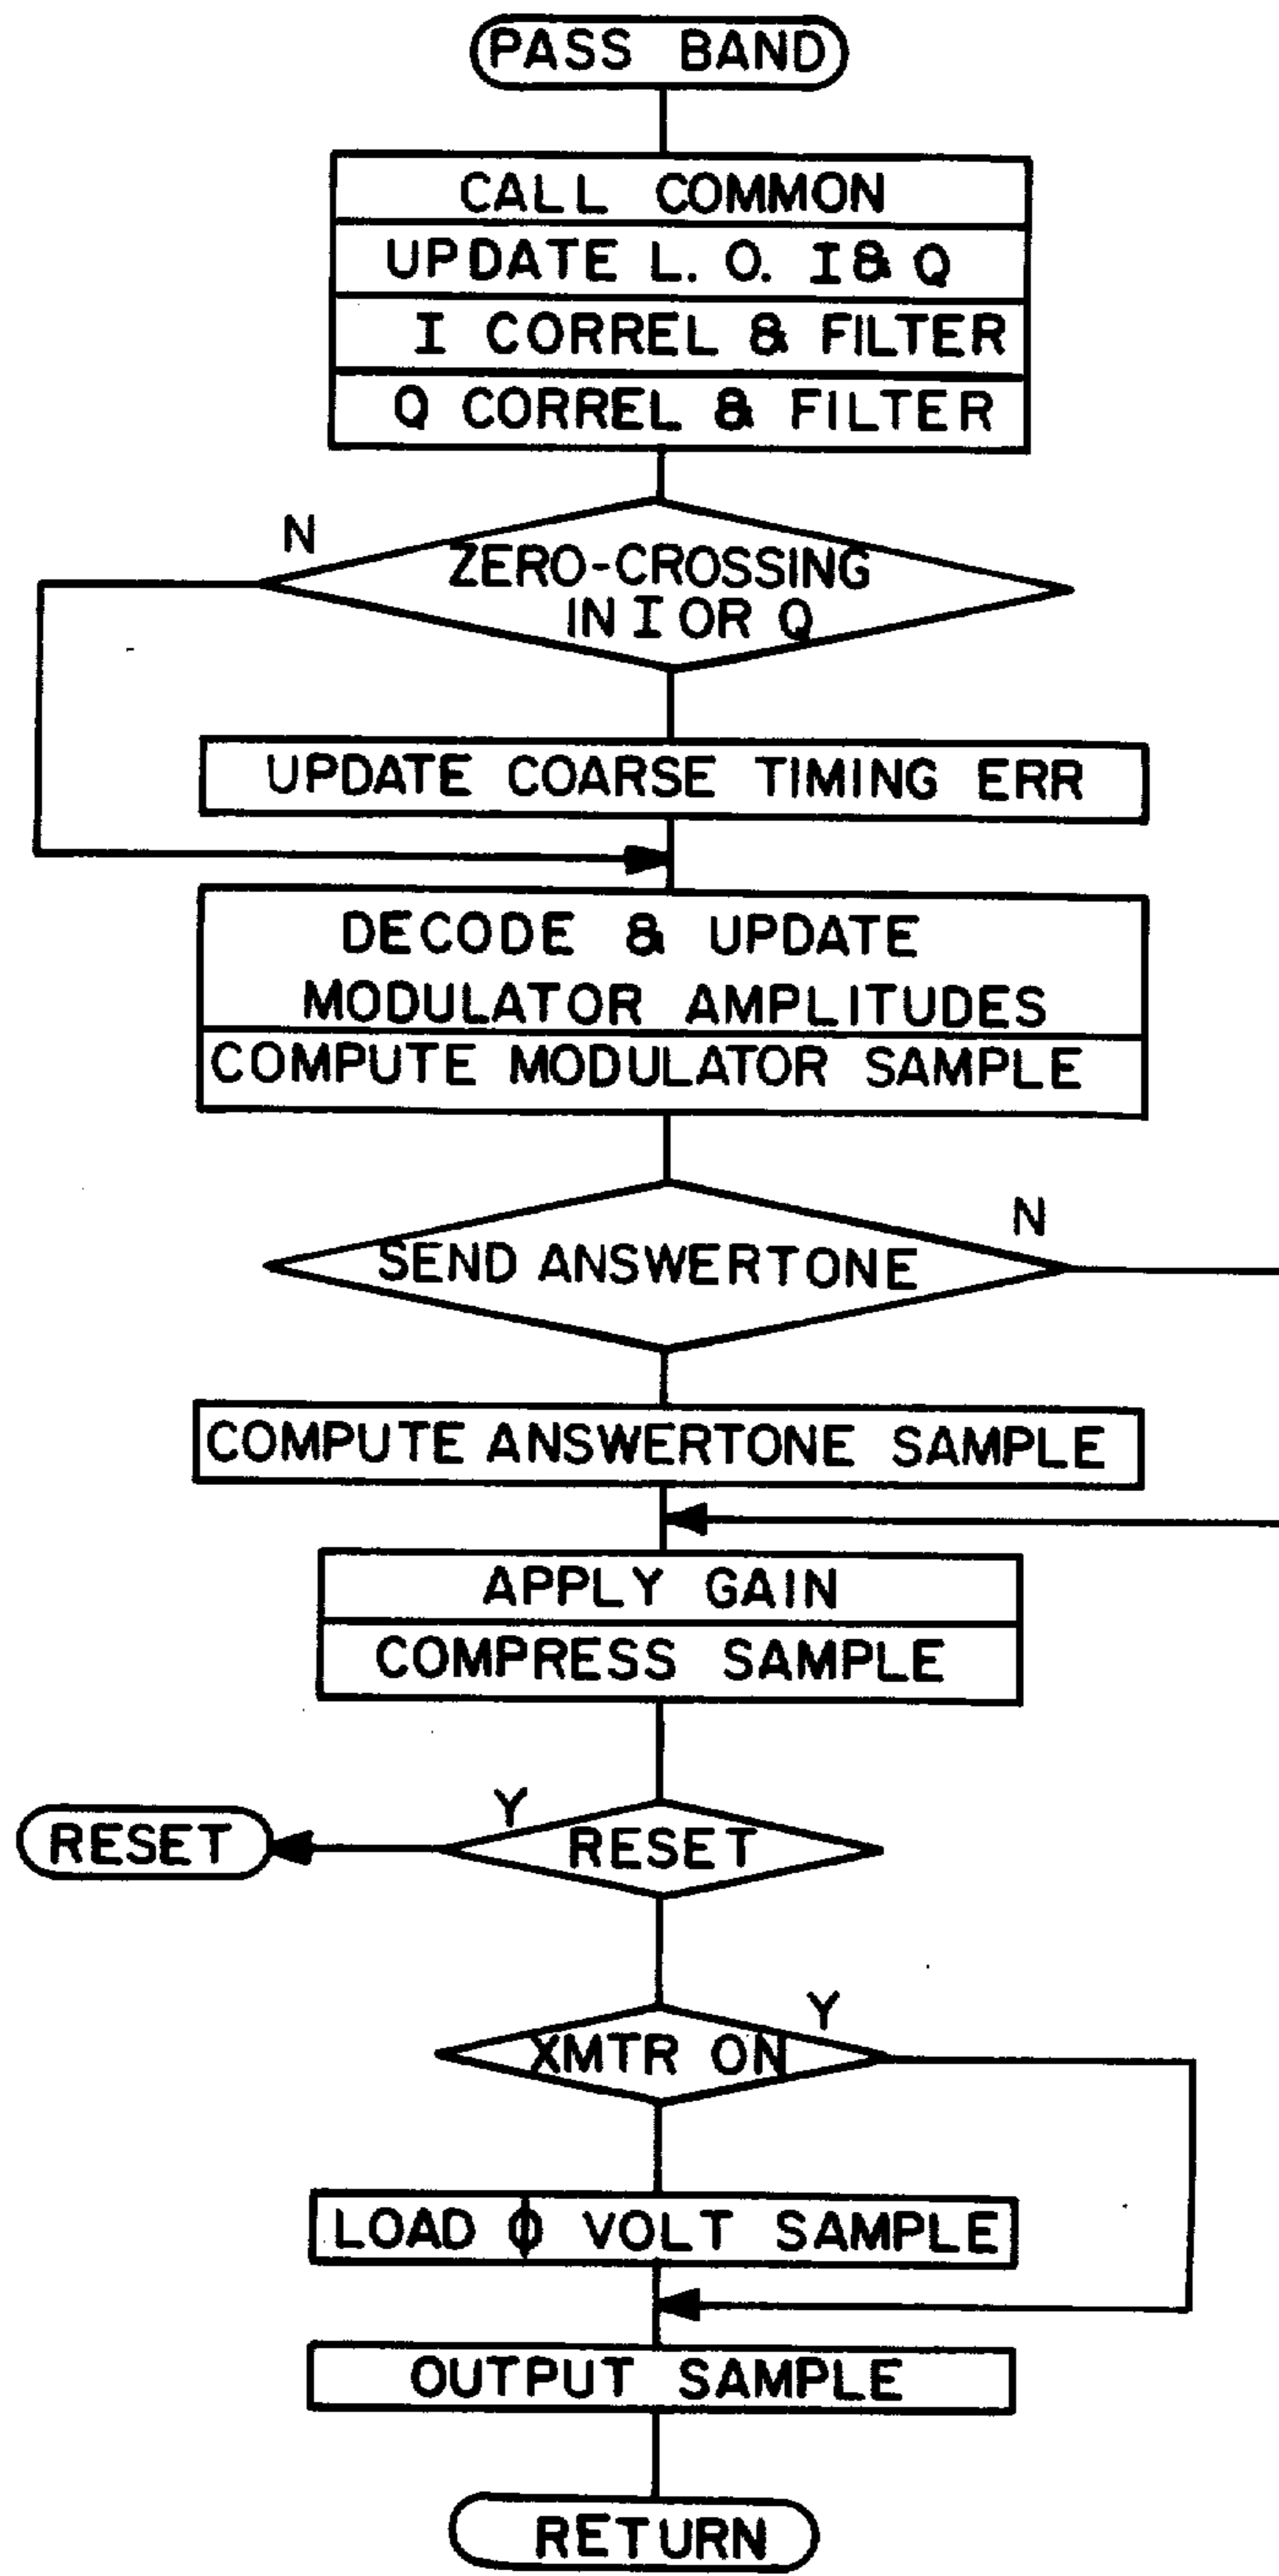 PASS BAND
CALL COMMON
UPDATE L. O. I & Q
I CORREL & FILTER
Q CORREL & FILTER
N
ZERO-CROSSING
IN I OR Q
UPDATE COARSE TIMING ERR
DECODE & UPDATE
MODULATOR AMPLITUDES
COMPUTE MODULATOR SAMPLE
N
SEND ANSWERTONE
COMPUTE ANSWERTONE SAMPLE
APPLY GAIN
COMPRESS SAMPLE
Y
RESET
RESET
Y
XMTR ON
LOAD ϕ VOLT SAMPLE
OUTPUT SAMPLE
RETURN